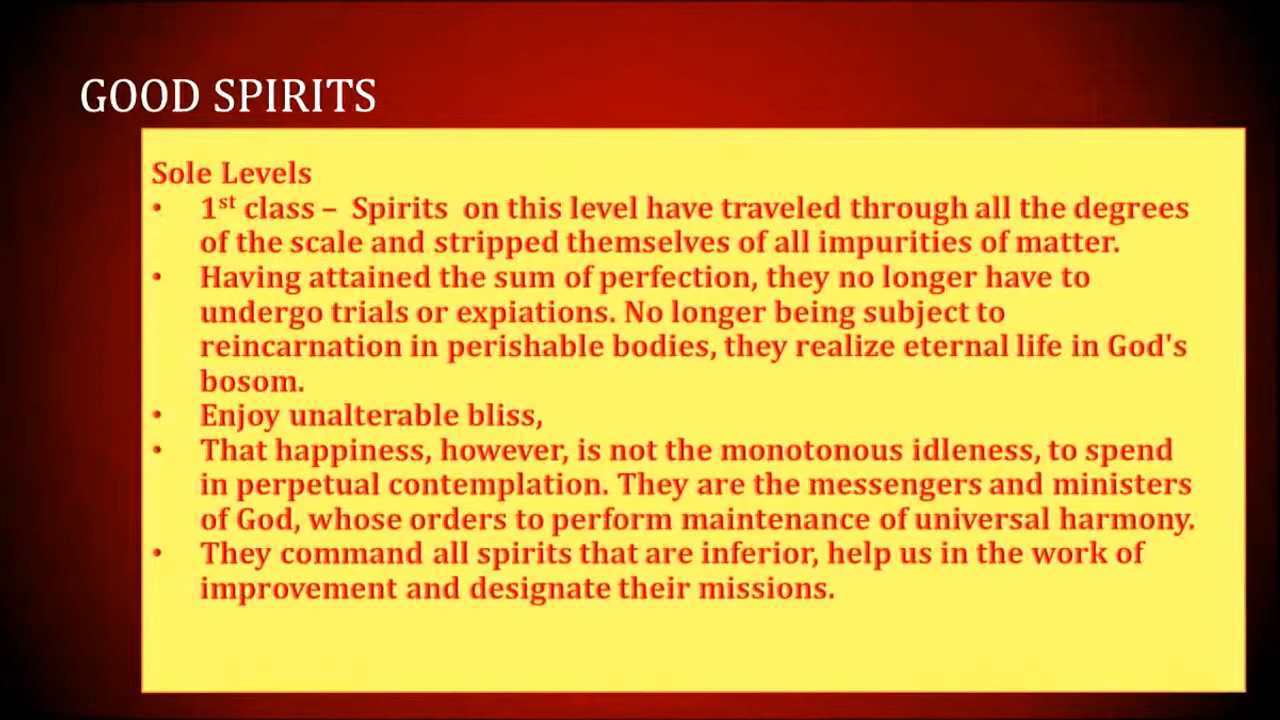 GOOD SPIRITS
Sole Levels
• 1st class – Spirits on this level have traveled through all the degrees
of the scale and stripped themselves of all impurities of matter.
• Having attained the sum of perfection, they no longer have to
undergo trials or expiations. No longer being subject to
reincarnation in perishable bodies, they realize eternal life in God's
bosom.
• Enjoy unalterable bliss,
• That happiness, however, is not the monotonous idleness, to spend
in perpetual contemplation. They are the messengers and ministers
of God, whose orders to perform maintenance of universal harmony.
• They command all spirits that are inferior, help us in the work of
improvement and designate their missions.